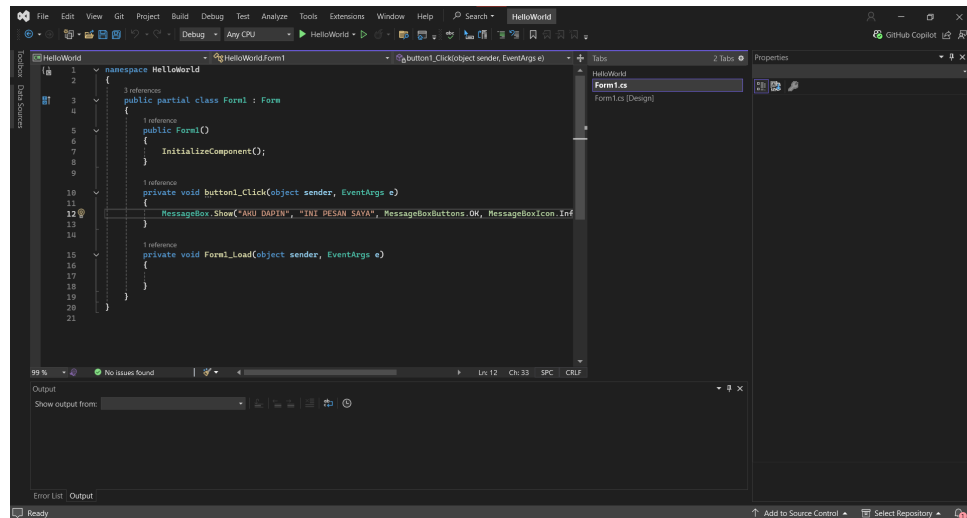 File Edit View Git Project Build Debug Test Analyze Tools Extensions Window Help Search HelloWorld
Debug Any CPU HelloWorld GitHub Copilot
Toolbox
Data Sources
HelloWorld HelloWorld.Form1 button1_Click(object sender, EventArgs e)
1 namespace HelloWorld
2 {
3 references
3 public partial class Form1 : Form
4 {
1 reference
5 public Form1()
6 {
7 InitializeComponent();
8 }
9
1 reference
10 private void button1_Click(object sender, EventArgs e)
11 {
12 MessageBox.Show("AKU DAPIN", "INI PESAN SAYA", MessageBoxButtons.OK, MessageBoxIcon.Inf
13 }
14
1 reference
15 private void Form1_Load(object sender, EventArgs e)
16 {
17
18 }
19 }
20 }
21
99 % No issues found Ln: 12 Ch: 33 SPC CRLF
Tabs 2 Tabs
HelloWorld
Form1.cs
Form1.cs [Design]
Properties
Output
Show output from:
Error List Output
Ready Add to Source Control Select Repository